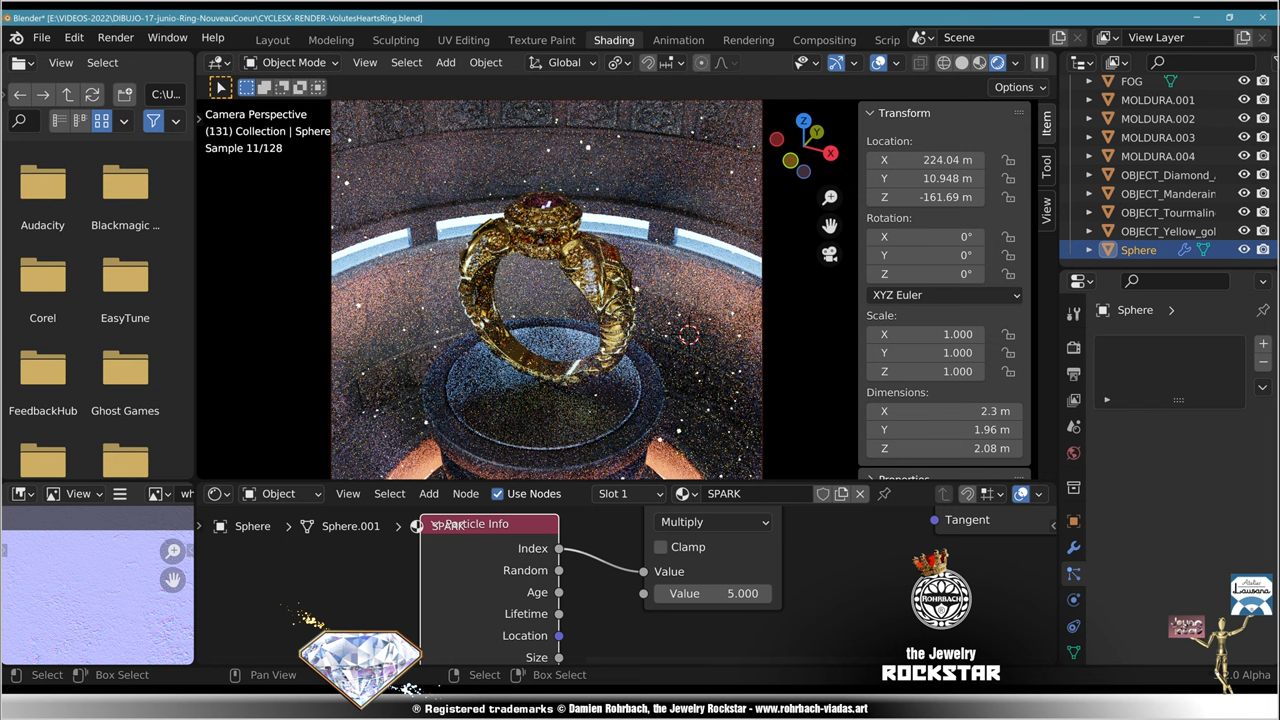 Blender* [E:\VIDEOS-2022\DIBUJO-17-junio-Ring-NouveauCoeur\CYCLESX-RENDER-VolutesHeartsRing.blend]
File Edit Render Window Help
Layout Modeling Sculpting UV Editing Texture Paint Shading Animation Rendering Compositing Scrip
Scene
View Layer
View Select
Object Mode View Select Add Object Global
C:\U...
Options
Camera Perspective
(131) Collection | Sphere
Sample 11/128
Z
Y
X
Audacity
Blackmagic ...
Corel
EasyTune
FeedbackHub
Ghost Games
Transform
Location:
X 224.04 m
Y 10.948 m
Z -161.69 m
Rotation:
X 0°
Y 0°
Z 0°
XYZ Euler
Scale:
X 1.000
Y 1.000
Z 1.000
Dimensions:
X 2.3 m
Y 1.96 m
Z 2.08 m
Properties
Item
Tool
View
FOG
MOLDURA.001
MOLDURA.002
MOLDURA.003
MOLDURA.004
OBJECT_Diamond_
OBJECT_Manderain
OBJECT_Tourmalin
OBJECT_Yellow_gol
Sphere
Sphere
View
wh
Object View Select Add Node Use Nodes Slot 1 SPARK
Sphere Sphere.001 SPARK
Particle Info
Index
Random
Age
Lifetime
Location
Size
Multiply
Clamp
Value
Value 5.000
Tangent
ROHRBACH
the Jewelry
ROCKSTAR
Atelier
Lausana
Select Box Select Pan View Select Box Select
.0 Alpha
® Registered trademarks © Damien Rohrbach, the Jewelry Rockstar - www.rohrbach-viadas.art